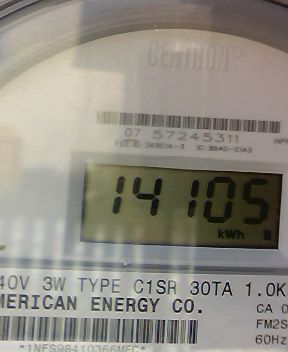 CENTRON®
07 57245311
14105
kWh
40V 3W TYPE C1SR 30TA 1.0K
MERICAN ENERGY CO.
CA 0
FM2S
60Hz
*1NFS98410366MEC*